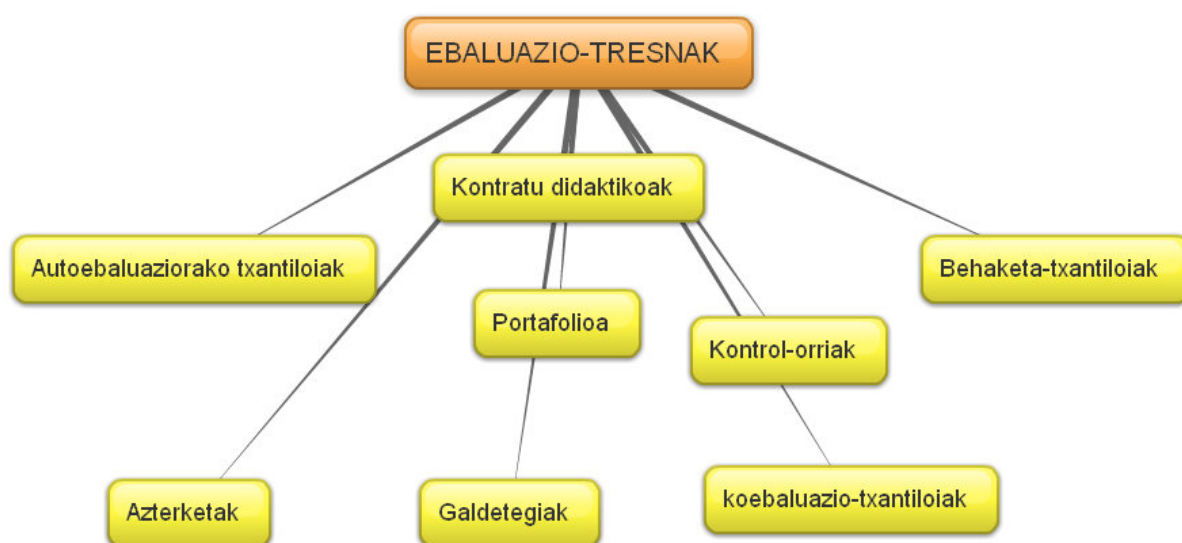 EBALUAZIO-TRESNAK
Kontratu didaktikoak
Autoebaluaziorako txantiloiak
Behaketa-txantiloiak
Portafolioa
Kontrol-orriak
Azterketak
Galdetegiak
koebaluazio-txantiloiak